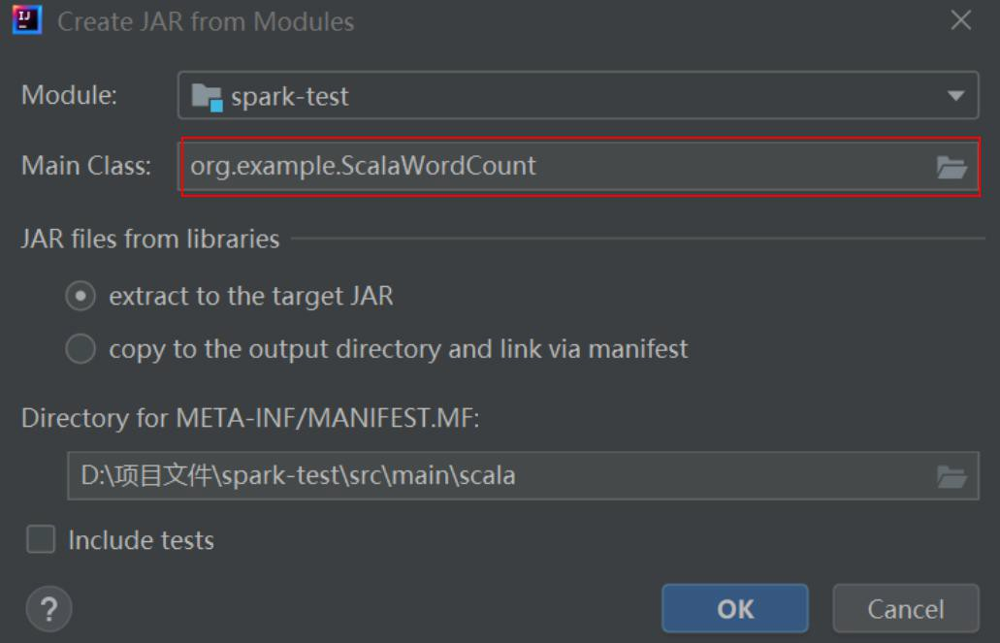 Create JAR from Modules
Module: spark-test
Main Class: org.example.ScalaWordCount
JAR files from libraries
extract to the target JAR
copy to the output directory and link via manifest
Directory for META-INF/MANIFEST.MF:
D:\项目文件\spark-test\src\main\scala
Include tests
? OK Cancel